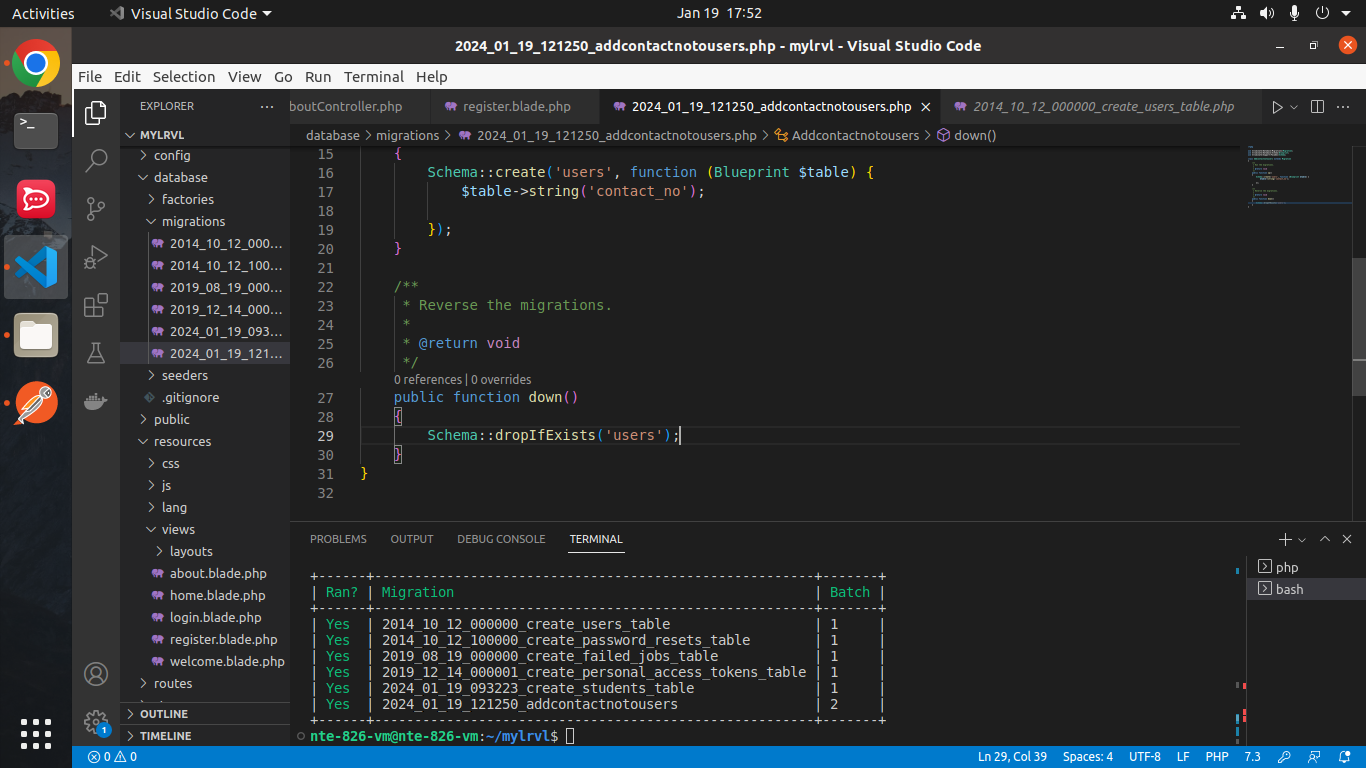 Activities
Visual Studio Code
Jan 19 17:52
2024_01_19_121250_addcontactnotousers.php - mylrvl - Visual Studio Code
File Edit Selection View Go Run Terminal Help
EXPLORER
boutController.php
register.blade.php
2024_01_19_121250_addcontactnotousers.php
2014_10_12_000000_create_users_table.php
database > migrations > 2024_01_19_121250_addcontactnotousers.php > Addcontactnotousers > down()
MYLRVL
config
database
factories
migrations
2014_10_12_000...
2014_10_12_100...
2019_08_19_000...
2019_12_14_000...
2024_01_19_093...
2024_01_19_121...
seeders
.gitignore
public
resources
css
js
lang
views
layouts
about.blade.php
home.blade.php
login.blade.php
register.blade.php
welcome.blade.php
routes
OUTLINE
TIMELINE
1
15 {
16 Schema::create('users', function (Blueprint $table) {
17 $table->string('contact_no');
18
19 });
20 }
21
22 /**
23 * Reverse the migrations.
24 *
25 * @return void
26 */
0 references | 0 overrides
27 public function down()
28 {
29 Schema::dropIfExists('users');
30 }
31 }
32
PROBLEMS OUTPUT DEBUG CONSOLE TERMINAL
+------+-------------------------------------------------------+-------+
| Ran? | Migration | Batch |
+------+-------------------------------------------------------+-------+
| Yes | 2014_10_12_000000_create_users_table | 1 |
| Yes | 2014_10_12_100000_create_password_resets_table | 1 |
| Yes | 2019_08_19_000000_create_failed_jobs_table | 1 |
| Yes | 2019_12_14_000001_create_personal_access_tokens_table | 1 |
| Yes | 2024_01_19_093223_create_students_table | 1 |
| Yes | 2024_01_19_121250_addcontactnotousers | 2 |
+------+-------------------------------------------------------+-------+
nte-826-vm@nte-826-vm:~/mylrvl$
php
bash
0 0
Ln 29, Col 39 Spaces: 4 UTF-8 LF PHP 7.3